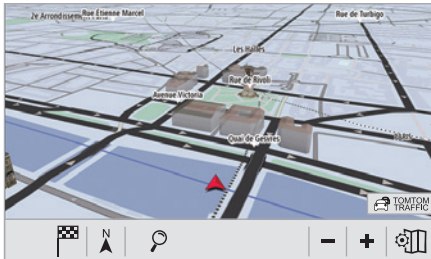 2e Arrondissem
Rue Étienne Marcel
Rue de Turbigo
Les Halles
Rue de Rivoli
Avenue Victoria
Quai de Gesvres
TOMTOM
TRAFFIC
N